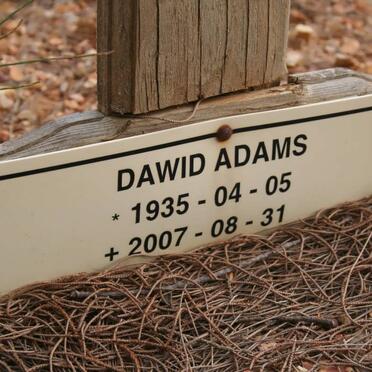 DAWID ADAMS
* 1935 - 04 - 05
+ 2007 - 08 - 31